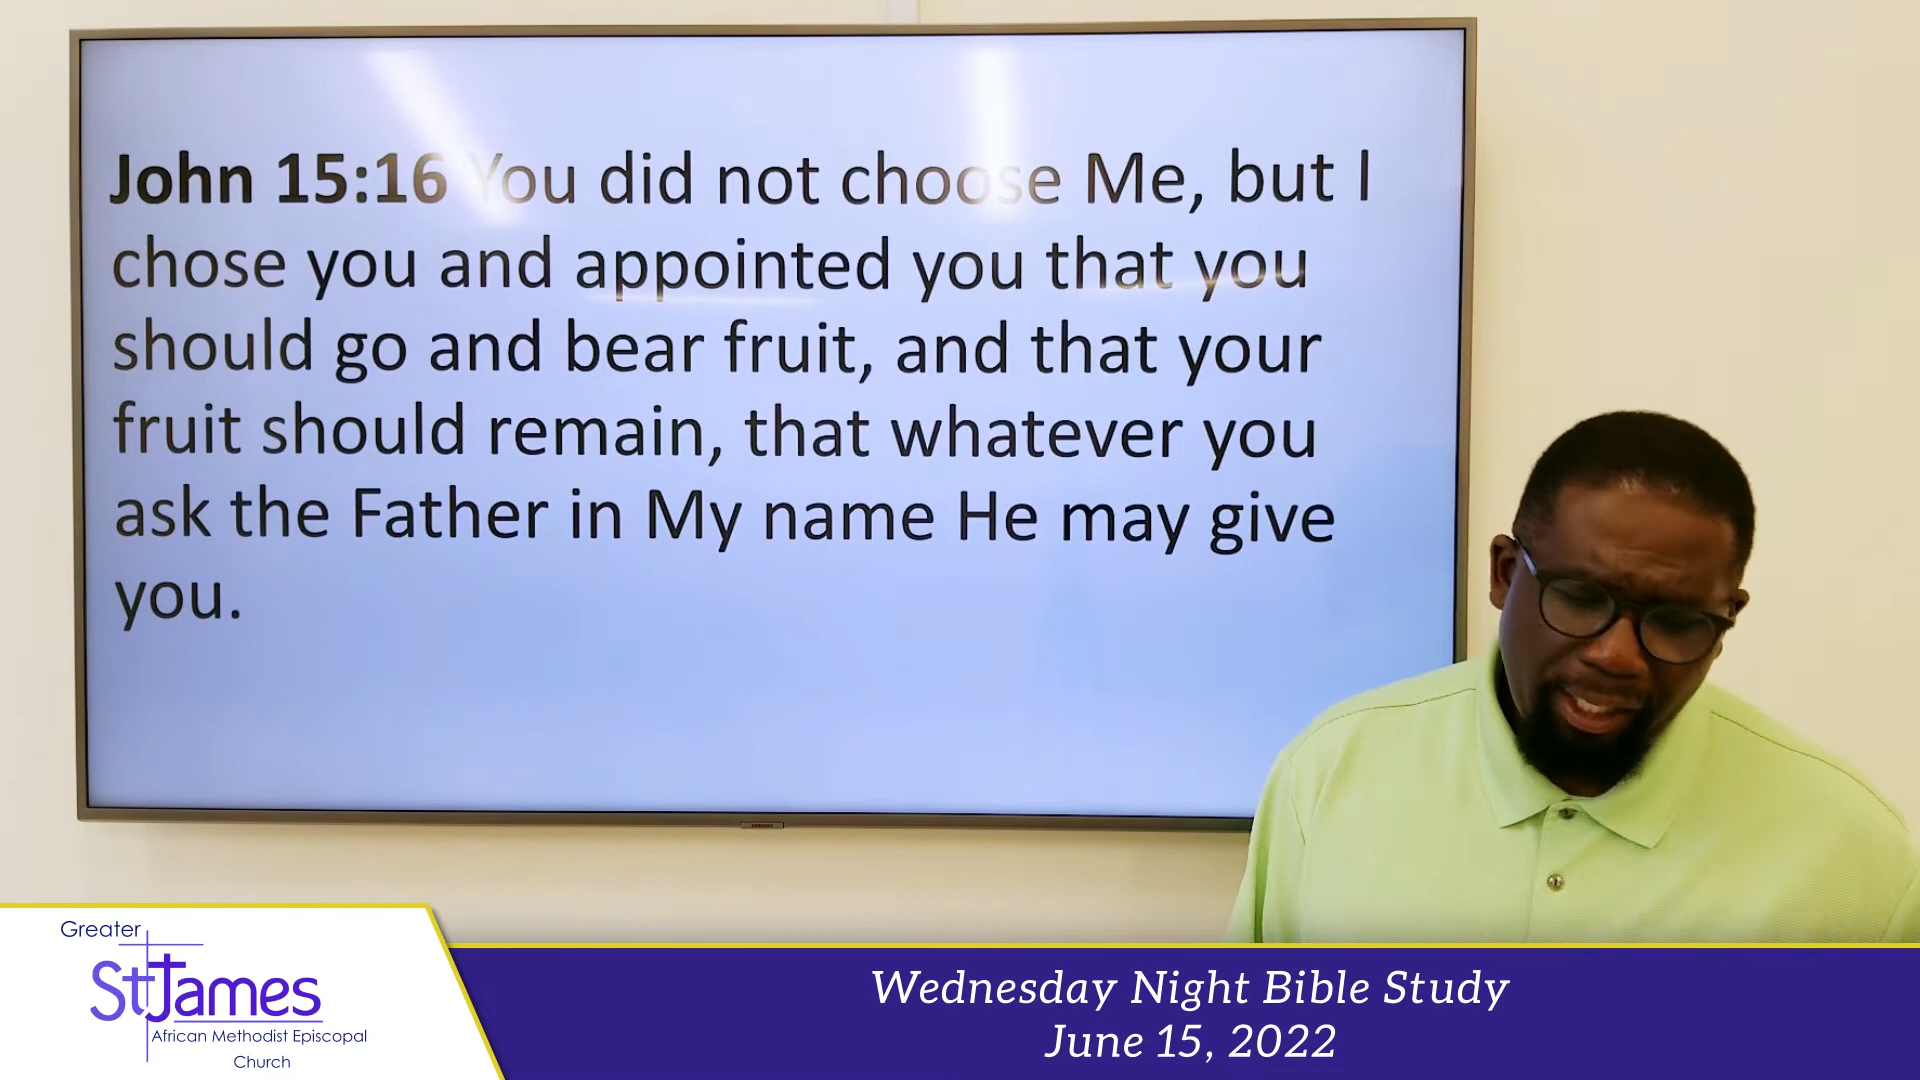 John 15:16 You did not choose Me, but I
chose you and appointed you that you
should go and bear fruit, and that your
fruit should remain, that whatever you
ask the Father in My name He may give
you.
SAMSUNG
Greater
St James
African Methodist Episcopal
Church
Wednesday Night Bible Study
June 15, 2022